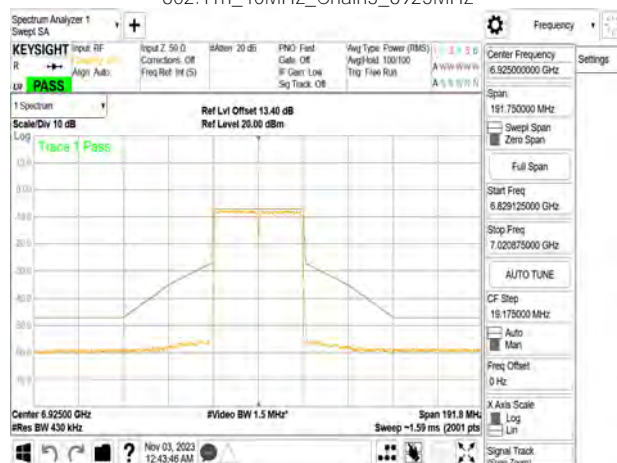 Spectrum Analyzer 1
Swept SA
Frequency
KEYSIGHT
Input: RF
Input Z: 50 Ω
#Atten: 20 dB
PNO: Fast
Avg Type: Power (RMS)
R
Corrections: Off
Gate: Off
Avg|Hold: 100/100
Align: Auto
Freq Ref: Int (S)
IF Gain: Low
Trig: Free Run
Sig Track: Off
PASS
Center Frequency
6.925000000 GHz
Settings
Span
191.750000 MHz
Swept Span
Zero Span
Full Span
Start Freq
6.829125000 GHz
Stop Freq
7.020875000 GHz
AUTO TUNE
CF Step
19.175000 MHz
Auto
Man
Freq Offset
0 Hz
X Axis Scale
Log
Lin
Signal Track
1 Spectrum
Scale/Div 10 dB
Ref Lvl Offset 13.40 dB
Ref Level 20.00 dBm
Log
Trace 1 Pass
Center 6.92500 GHz
#Video BW 1.5 MHz*
Span 191.8 MHz
#Res BW 430 kHz
Sweep ~1.59 ms (2001 pts)
Nov 03, 2023
12:43:46 AM